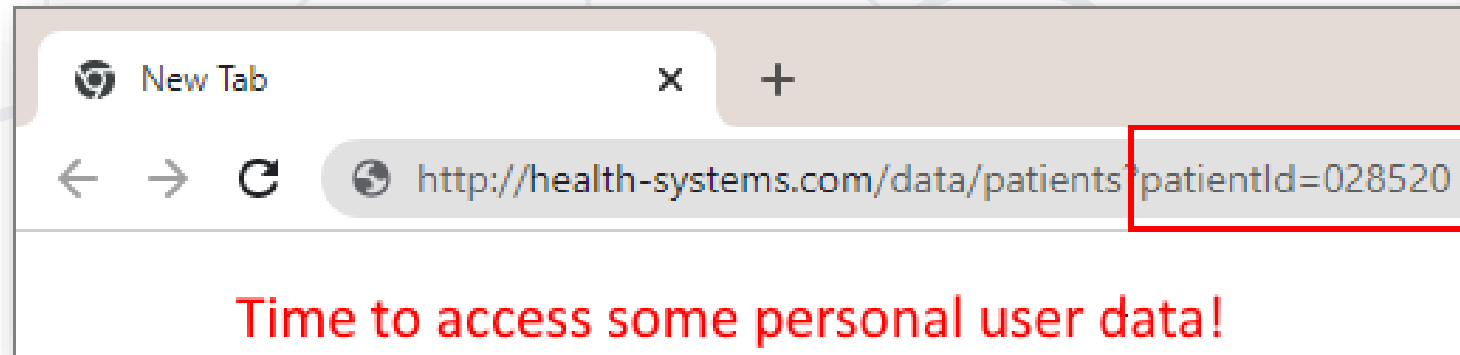 New Tab
http://health-systems.com/data/patients?patientId=028520
Time to access some personal user data!